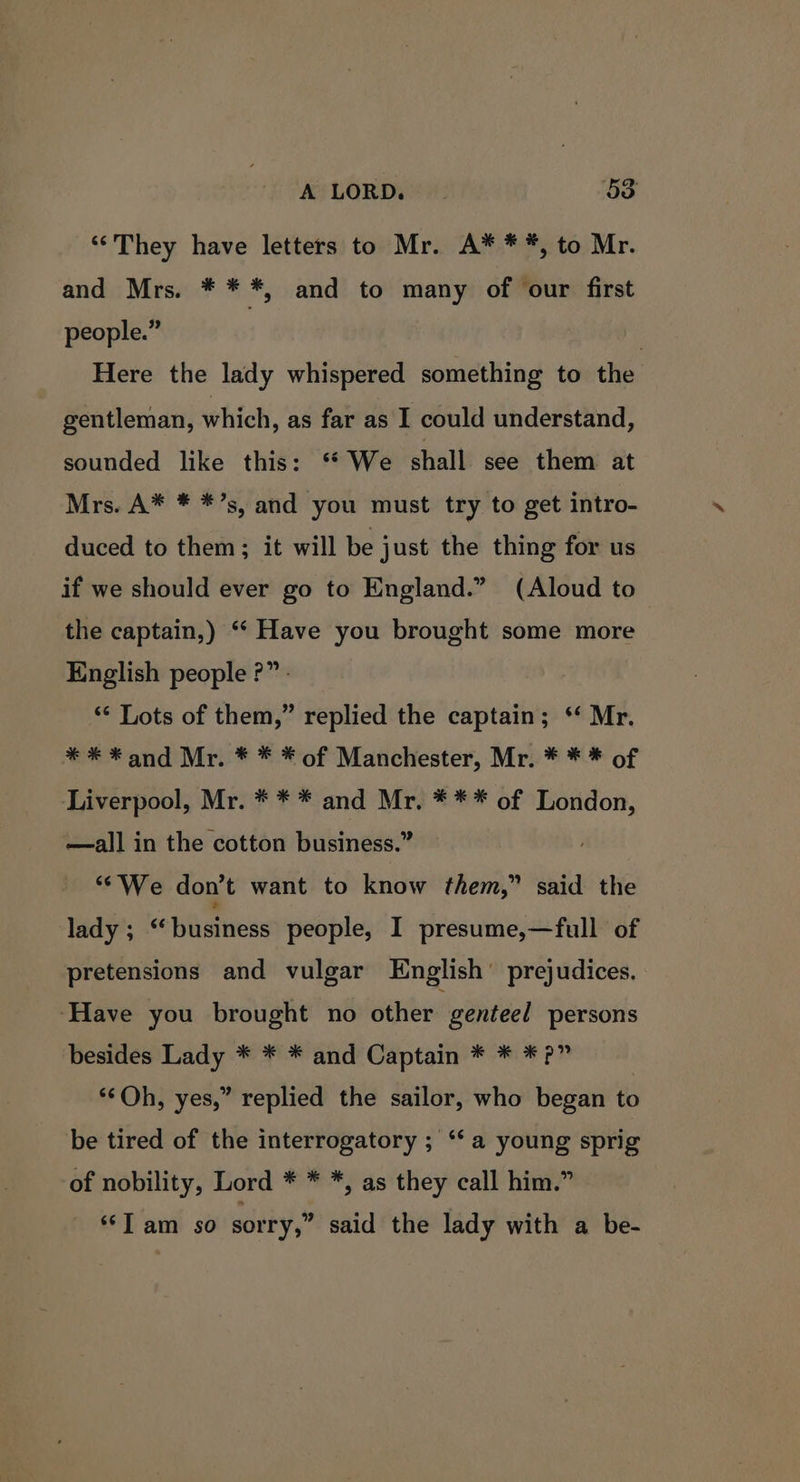 A LORD. 53
“They have letters to Mr. A* * *, to Mr.
and Mrs. * * *, and to many of our first
people.”
Here the lady whispered something to the
gentleman, which, as far as I could understand,
sounded like this: “We shall see them at
Mrs. A* * *’s, and you must try to get intro-
duced to them; it will be just the thing for us
if we should ever go to England.” (Aloud to
the captain,) “Have you brought some more
English people?”
“Lots of them,” replied the captain; “Mr.
* * * and Mr. * * * of Manchester, Mr. * * * of
Liverpool, Mr. * * * and Mr. * * * of London,
—all in the cotton business.”
“We don’t want to know them,” said the
lady; “business people, I presume,—full of
pretensions and vulgar English prejudices.
Have you brought no other genteel persons
besides Lady * * * and Captain * * *?”
“Oh, yes,” replied the sailor, who began to
be tired of the interrogatory; “a young sprig
of nobility, Lord * * *, as they call him.”
“I am so sorry,” said the lady with a be-